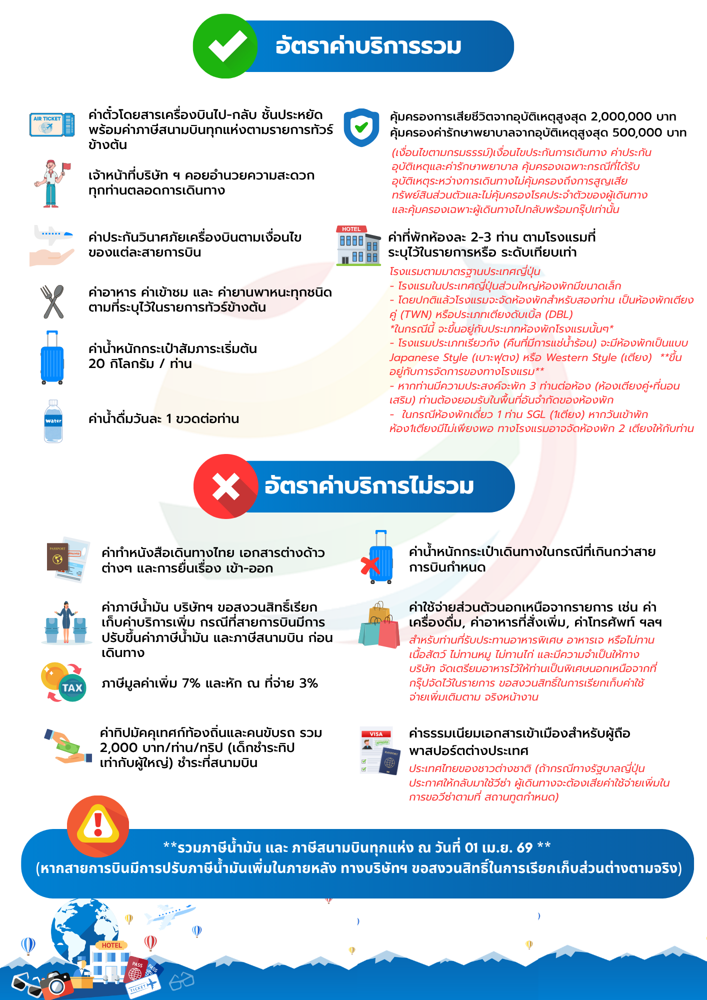 อัตราค่าบริการรวม
AIR TICKET
ค่าตั๋วโดยสารเครื่องบินไป-กลับ ชั้นประหยัด
พร้อมค่าภาษีสนามบินทุกแห่งตามรายการทัวร์
ข้างต้น
เจ้าหน้าที่บริษัท ฯ คอยอำนวยความสะดวก
ทุกท่านตลอดการเดินทาง
ค่าประกันวินาศภัยเครื่องบินตามเงื่อนไข
ของแต่ละสายการบิน
ค่าอาหาร ค่าเข้าชม และ ค่ายานพาหนะทุกชนิด
ตามที่ระบุไว้ในรายการทัวร์ข้างต้น
ค่าน้ำหนักกระเป๋าสัมภาระเริ่มต้น
20 กิโลกรัม / ท่าน
water
ค่าน้ำดื่มวันละ 1 ขวดต่อท่าน
คุ้มครองการเสียชีวิตจากอุบัติเหตุสูงสุด 2,000,000 บาท
คุ้มครองค่ารักษาพยาบาลจากอุบัติเหตุสูงสุด 500,000 บาท
(เงื่อนไขตามกรมธรรม์)เงื่อนไขประกันการเดินทาง ค่าประกัน
อุบัติเหตุและค่ารักษาพยาบาล คุ้มครองเฉพาะกรณีที่ได้รับ
อุบัติเหตุระหว่างการเดินทางไม่คุ้มครองถึงการสูญเสีย
ทรัพย์สินส่วนตัวและไม่คุ้มครองโรคประจำตัวของผู้เดินทาง
และคุ้มครองเฉพาะผู้เดินทางไปกลับพร้อมกรุ๊ปเท่านั้น
HOTEL
ค่าที่พักห้องละ 2-3 ท่าน ตามโรงแรมที่
ระบุไว้ในรายการหรือ ระดับเทียบเท่า
โรงแรมตามมาตรฐานประเทศญี่ปุ่น
- โรงแรมในประเทศญี่ปุ่นส่วนใหญ่ห้องพักมีขนาดเล็ก
- โดยปกติแล้วโรงแรมจะจัดห้องพักสำหรับสองท่าน เป็นห้องพักเตียง
คู่ (TWN) หรือประเภทเตียงดับเบิ้ล (DBL)
*ในกรณีนี้ จะขึ้นอยู่กับประเภทห้องพักโรงแรมนั้นๆ*
- โรงแรมประเภทเรียวกัง (คืนที่มีการแช่น้ำร้อน) จะมีห้องพักเป็นแบบ
Japanese Style (เบาะฟุตง) หรือ Western Style (เตียง) **ขึ้น
อยู่กับการจัดการของทางโรงแรม**
- หากท่านมีความประสงค์จะพัก 3 ท่านต่อห้อง (ห้องเตียงคู่+ที่นอน
เสริม) ท่านต้องยอมรับในพื้นที่อันจำกัดของห้องพัก
- ในกรณีห้องพักเดี่ยว 1 ท่าน SGL (1เตียง) หากวันเข้าพัก
ห้อง1เตียงมีไม่เพียงพอ ทางโรงแรมอาจจัดห้องพัก 2 เตียงให้กับท่าน
อัตราค่าบริการไม่รวม
PASSPORT
APPROVED
ค่าทำหนังสือเดินทางไทย เอกสารต่างด้าว
ต่างๆ และการยื่นเรื่อง เข้า-ออก
ค่าภาษีน้ำมัน บริษัทฯ ขอสงวนสิทธิ์เรียก
เก็บค่าบริการเพิ่ม กรณีที่สายการบินมีการ
ปรับขึ้นค่าภาษีน้ำมัน และภาษีสนามบิน ก่อน
เดินทาง
TAX
ภาษีมูลค่าเพิ่ม 7% และหัก ณ ที่จ่าย 3%
ค่าทิปมัคคุเทศก์ท้องถิ่นและคนขับรถ รวม
2,000 บาท/ท่าน/ทริป (เด็กชำระทิป
เท่ากับผู้ใหญ่) ชำระที่สนามบิน
ค่าน้ำหนักกระเป๋าเดินทางในกรณีที่เกินกว่าสาย
การบินกำหนด
ค่าใช้จ่ายส่วนตัวนอกเหนือจากรายการ เช่น ค่า
เครื่องดื่ม, ค่าอาหารที่สั่งเพิ่ม, ค่าโทรศัพท์ ฯลฯ
สำหรับท่านที่รับประทานอาหารพิเศษ อาหารเจ หรือไม่ทาน
เนื้อสัตว์ ไม่ทานหมู ไม่ทานไก่ และมีความจำเป็นให้ทาง
บริษัท จัดเตรียมอาหารไว้ให้ท่านเป็นพิเศษนอกเหนือจากที่
กรุ๊ปจัดไว้ในรายการ ขอสงวนสิทธิ์ในการเรียกเก็บค่าใช้
จ่ายเพิ่มเติมตาม จริงหน้างาน
VISA
APPROVED
PASSPORT
ค่าธรรมเนียมเอกสารเข้าเมืองสำหรับผู้ถือ
พาสปอร์ตต่างประเทศ
ประเทศไทยของชาวต่างชาติ (ถ้ากรณีทางรัฐบาลญี่ปุ่น
ประกาศให้กลับมาใช้วีซ่า ผู้เดินทางจะต้องเสียค่าใช้จ่ายเพิ่มใน
การขอวีซ่าตามที่ สถานทูตกำหนด)
**รวมภาษีน้ำมัน และ ภาษีสนามบินทุกแห่ง ณ วันที่ 01 เม.ย. 69 **
(หากสายการบินมีการปรับภาษีน้ำมันเพิ่มในภายหลัง ทางบริษัทฯ ขอสงวนสิทธิ์ในการเรียกเก็บส่วนต่างตามจริง)
HOTEL
PASS
PASS
TICKET